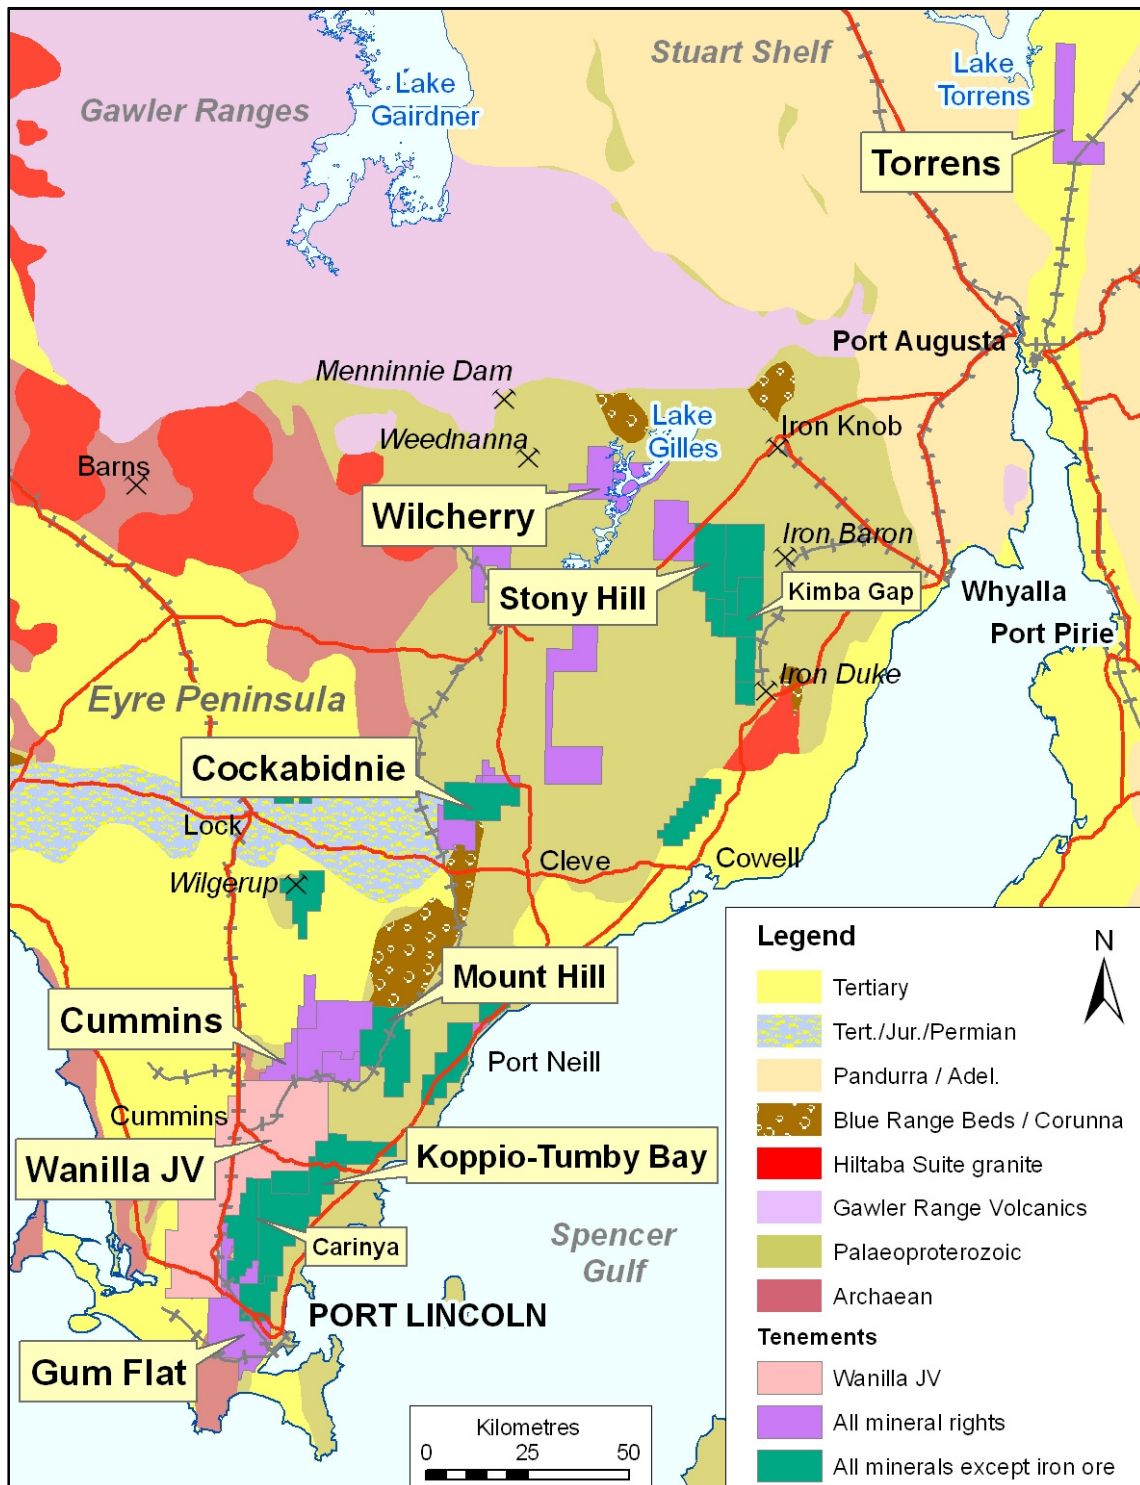 Stuart Shelf
Lake
Gairdner
Lake
Torrens
Gawler Ranges
Torrens
Port Augusta
Menninnie Dam
Lake
Gilles
Iron Knob
Weednanna
Barns
Wilcherry
Iron Baron
Stony Hill
Kimba Gap
Whyalla
Port Pirie
Iron Duke
Eyre Peninsula
Cockabidnie
Lock
Cleve
Cowell
Wilgerup
Mount Hill
Cummins
Port Neill
Cummins
Wanilla JV
Koppio-Tumby Bay
Carinya
Spencer
Gulf
PORT LINCOLN
Gum Flat
Kilometres
0 25 50
Legend
N
Tertiary
Tert./Jur./Permian
Pandurra / Adel.
Blue Range Beds / Corunna
Hiltaba Suite granite
Gawler Range Volcanics
Palaeoproterozoic
Archaean
Tenements
Wanilla JV
All mineral rights
All minerals except iron ore